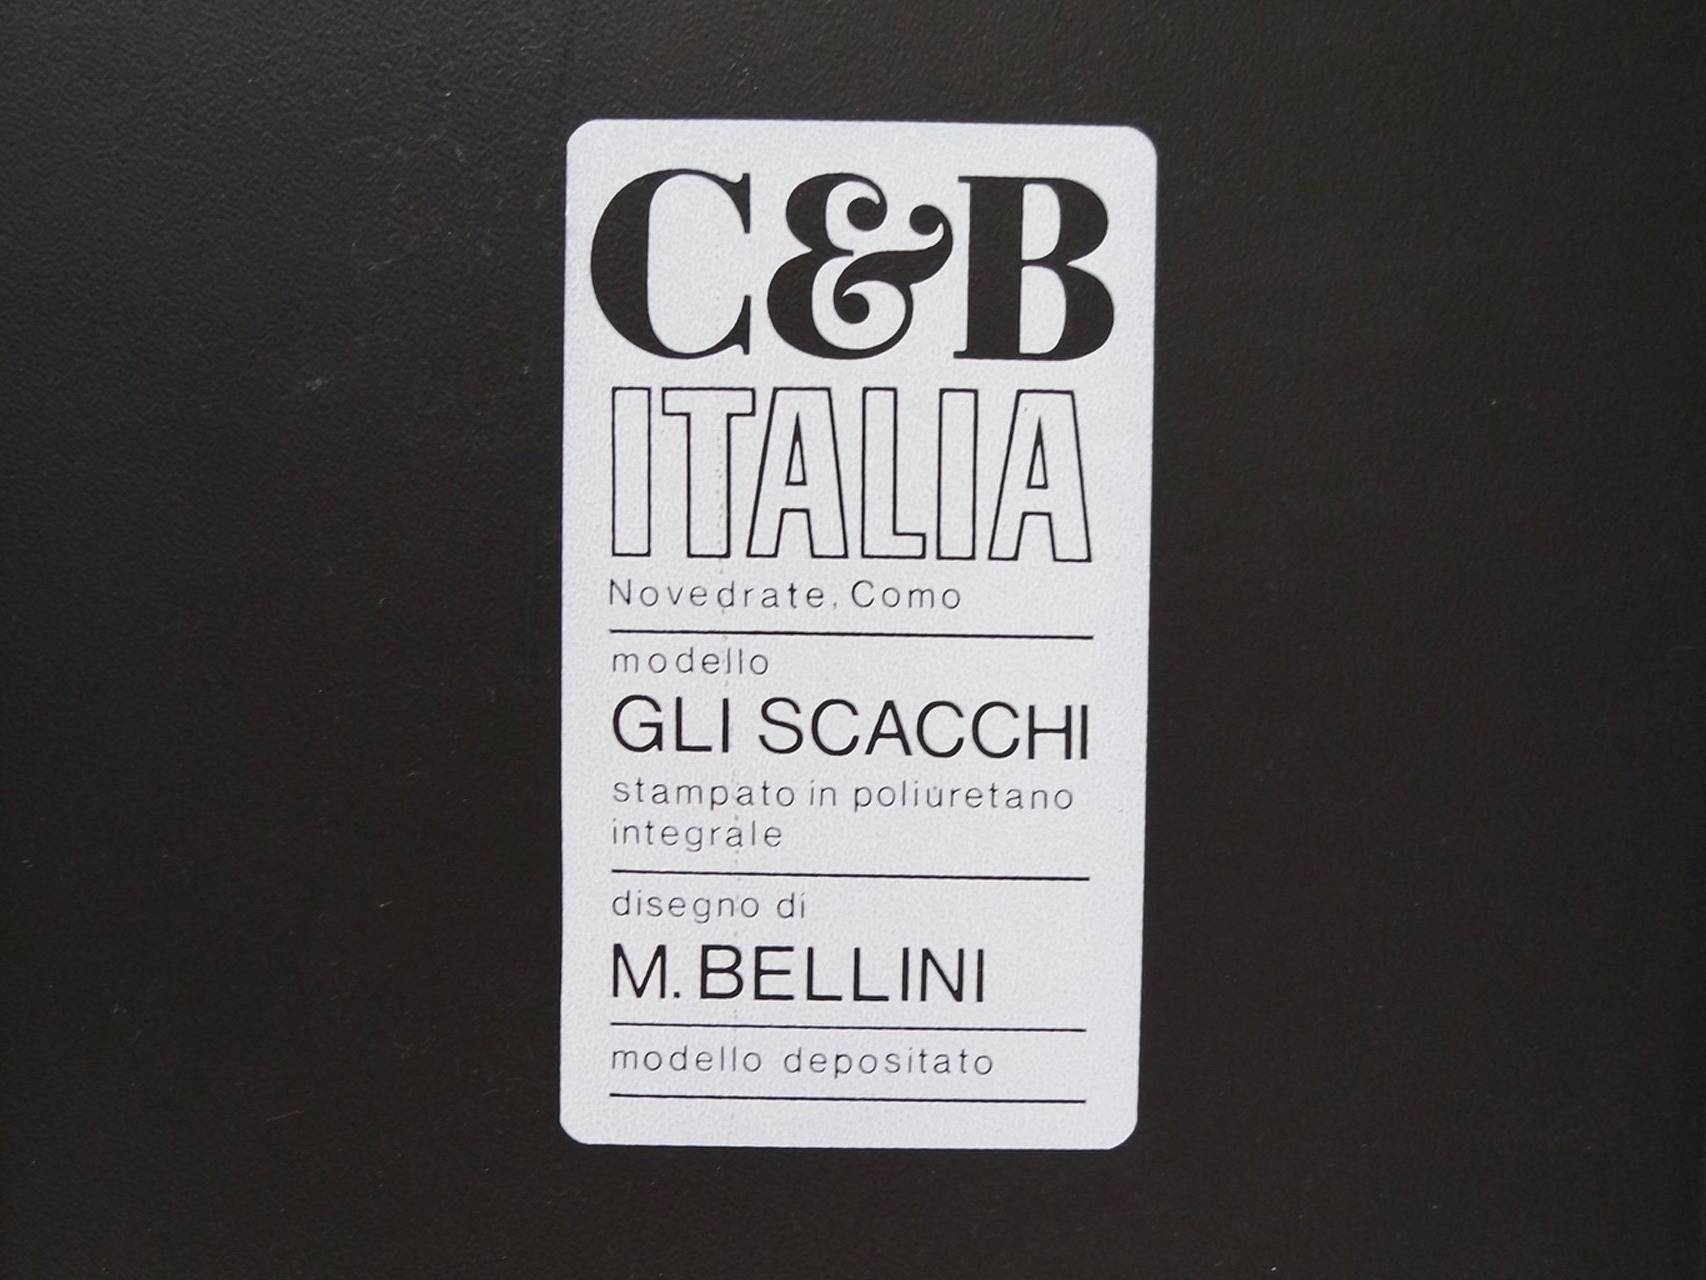 C&B
ITALIA
Novedrate, Como
modello
GLI SCACCHI
stampato in poliuretano
integrale
disegno di
M. BELLINI
modello depositato